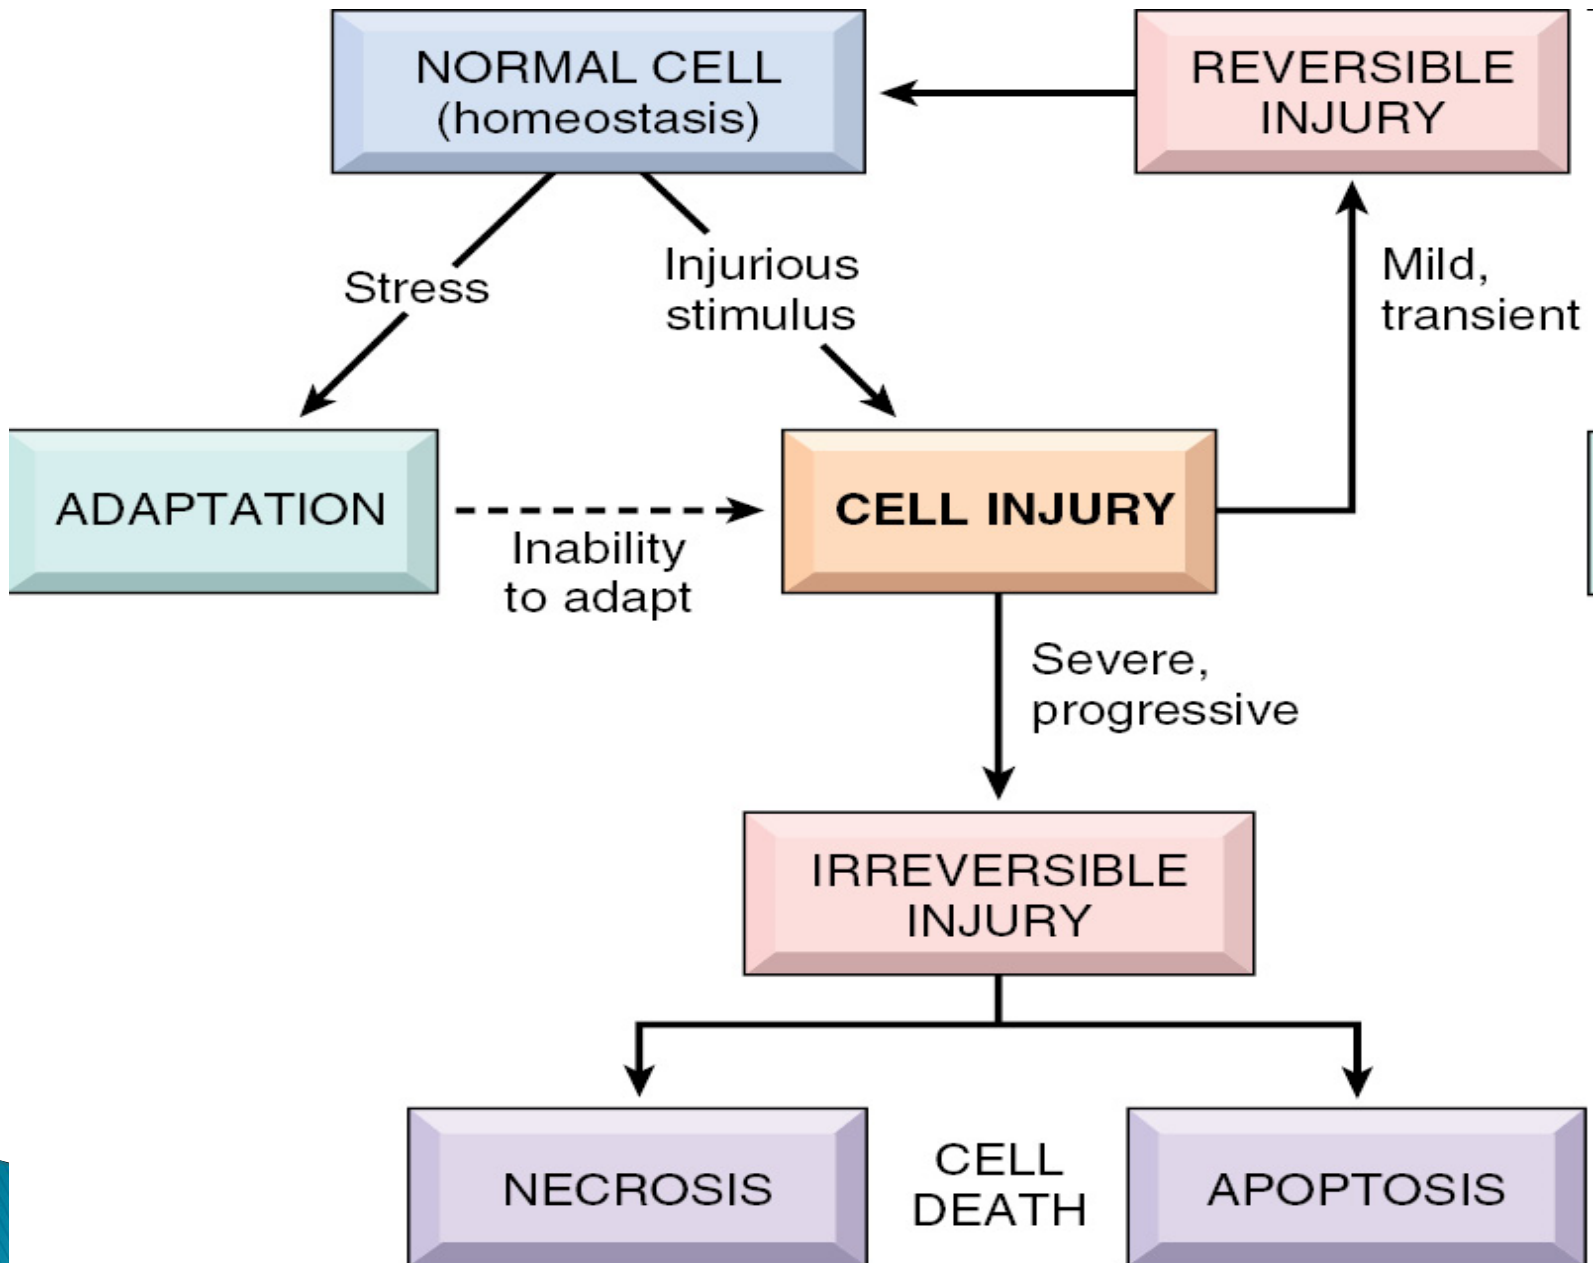 NORMAL CELL
(homeostasis)
REVERSIBLE
INJURY
Stress
Injurious
stimulus
Mild,
transient
ADAPTATION
Inability
to adapt
CELL INJURY
Severe,
progressive
IRREVERSIBLE
INJURY
NECROSIS
CELL
DEATH
APOPTOSIS